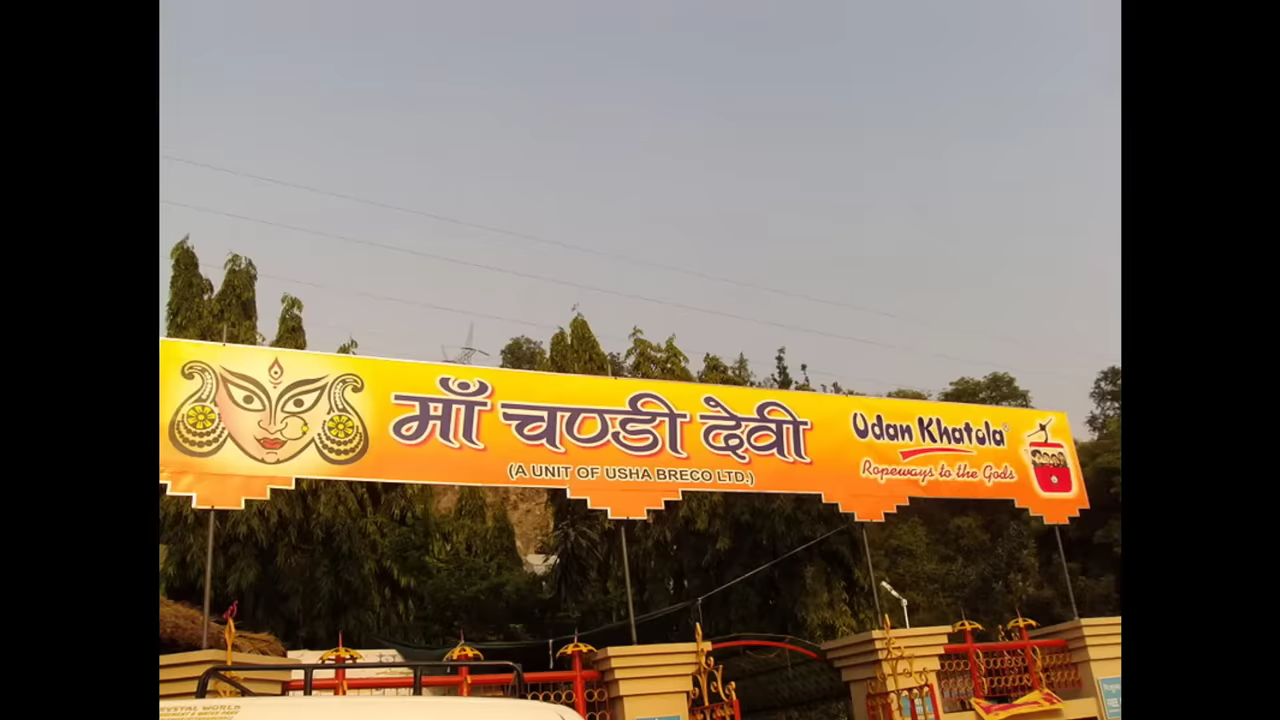 माँ चण्डी देवी
(A UNIT OF USHA BRECO LTD.)
Udan Khatola®
Ropeways to the Gods